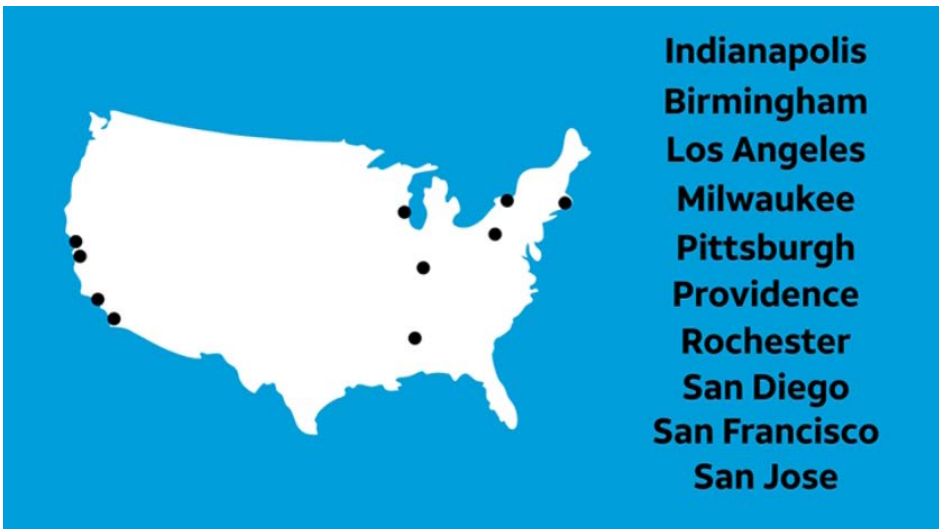 Indianapolis
Birmingham
Los Angeles
Milwaukee
Pittsburgh
Providence
Rochester
San Diego
San Francisco
San Jose